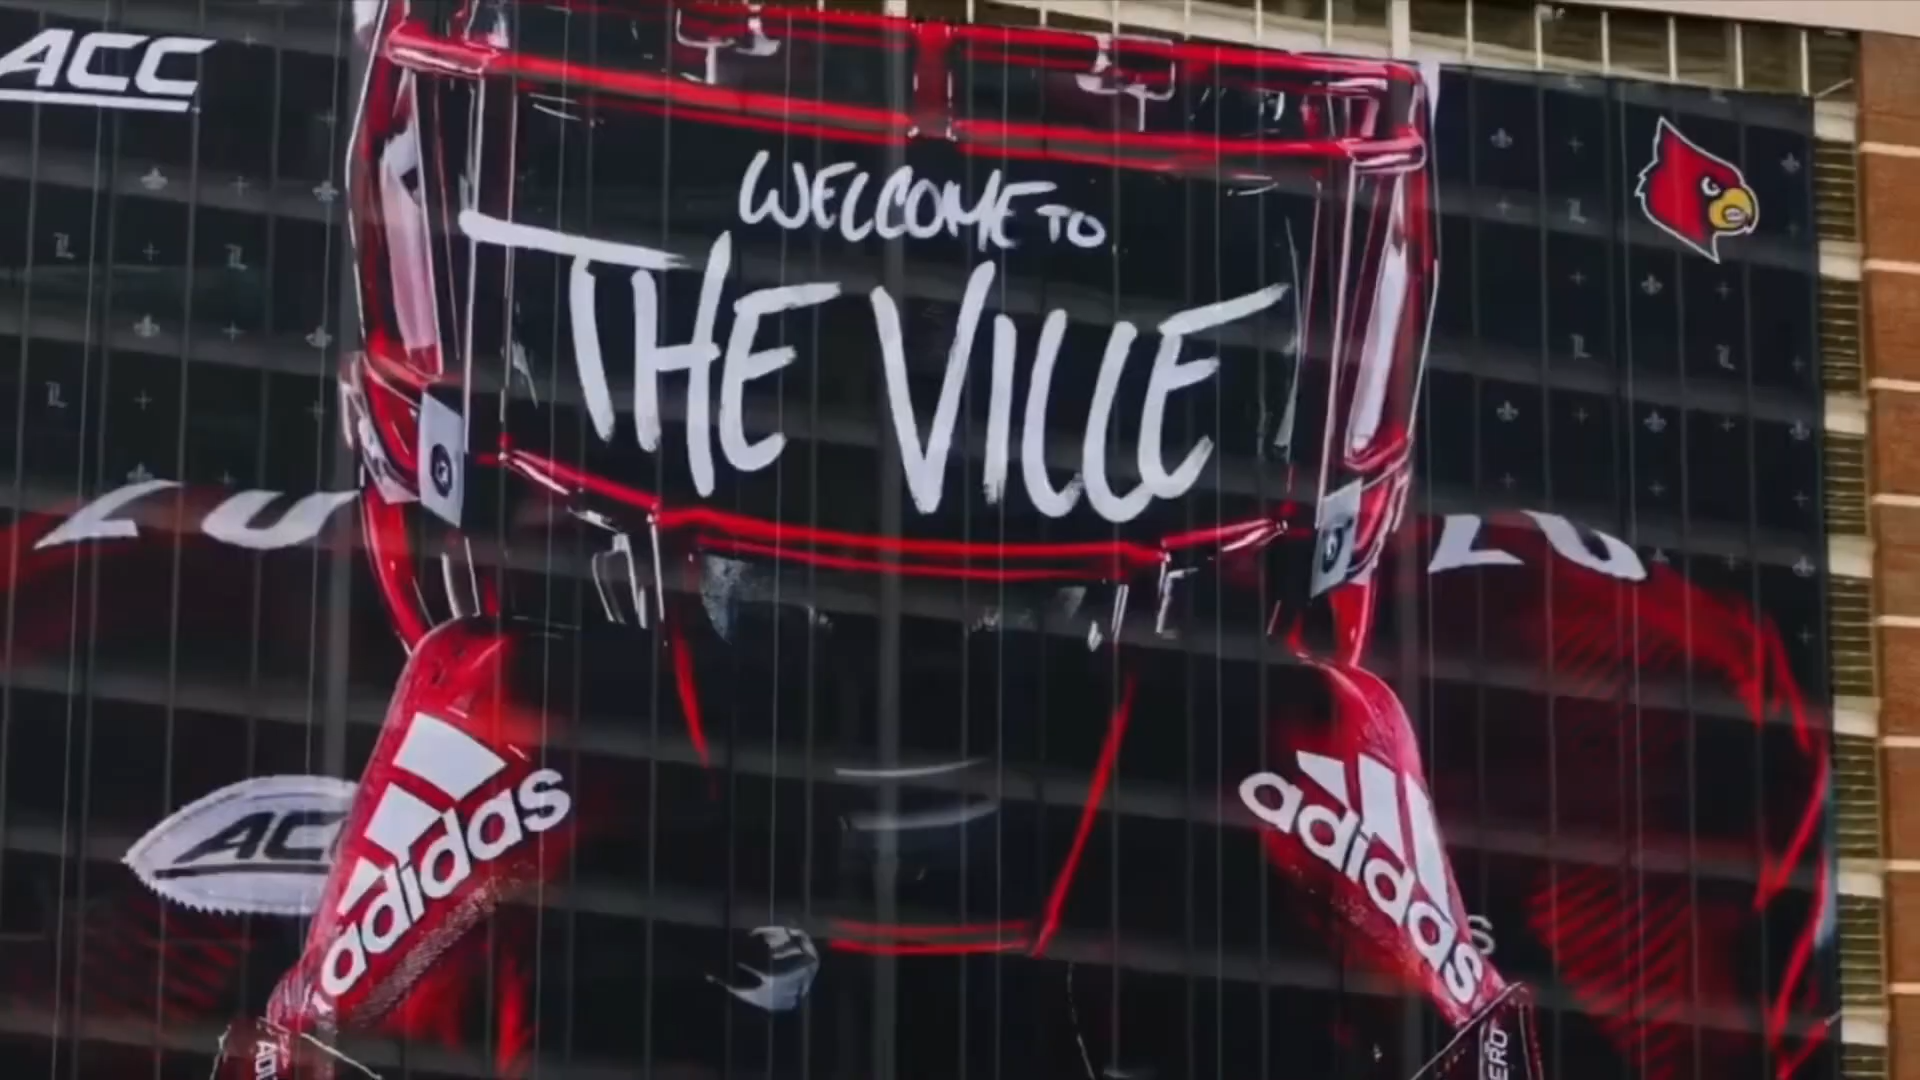 ACC
WELCOME TO
THE VILLE
ACC
adidas
adidas